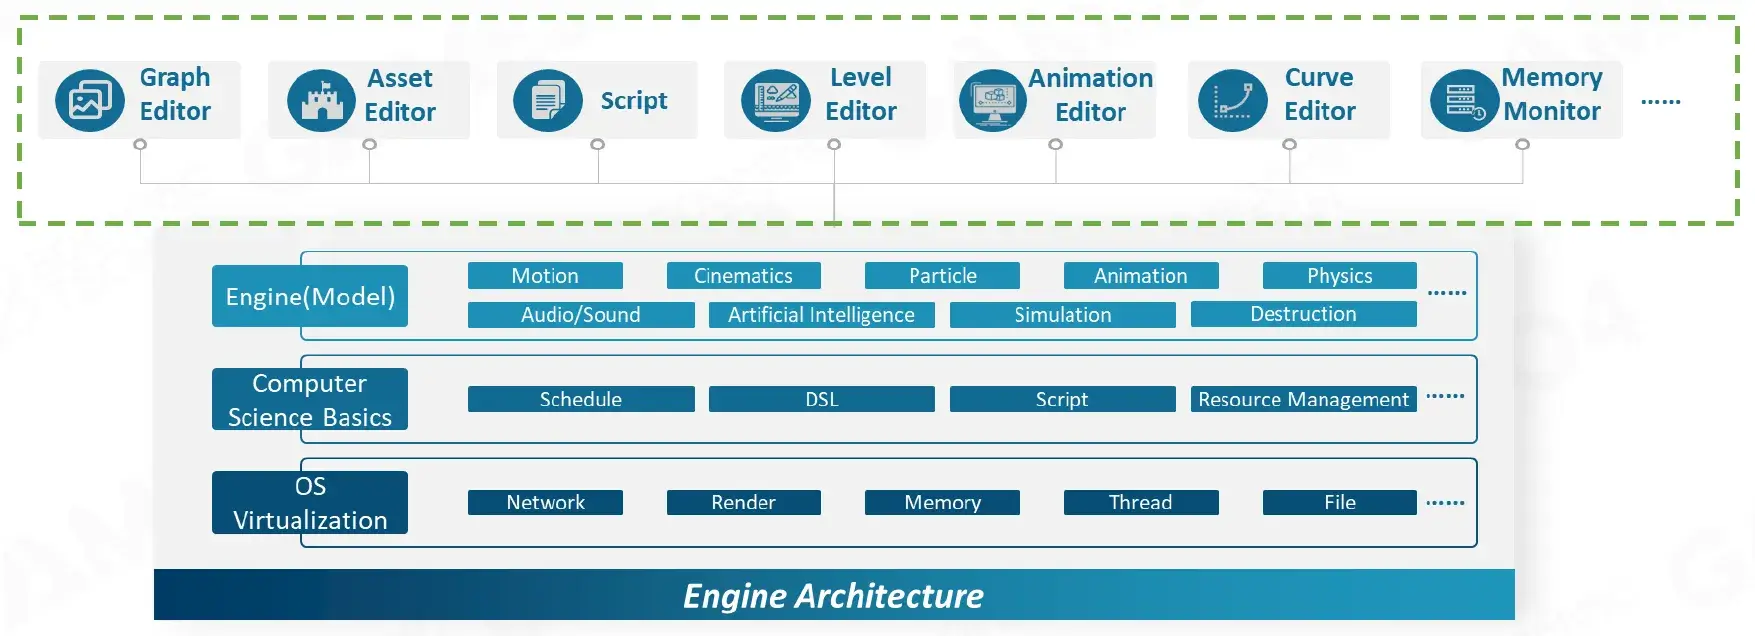 Graph Editor
Asset Editor
Script
Level Editor
Animation Editor
Curve Editor
Memory Monitor
......
Engine(Model)
Motion
Cinematics
Particle
Animation
Physics
......
Audio/Sound
Artificial Intelligence
Simulation
Destruction
Computer
Science Basics
Schedule
DSL
Script
Resource Management
......
OS
Virtualization
Network
Render
Memory
Thread
File
......
Engine Architecture